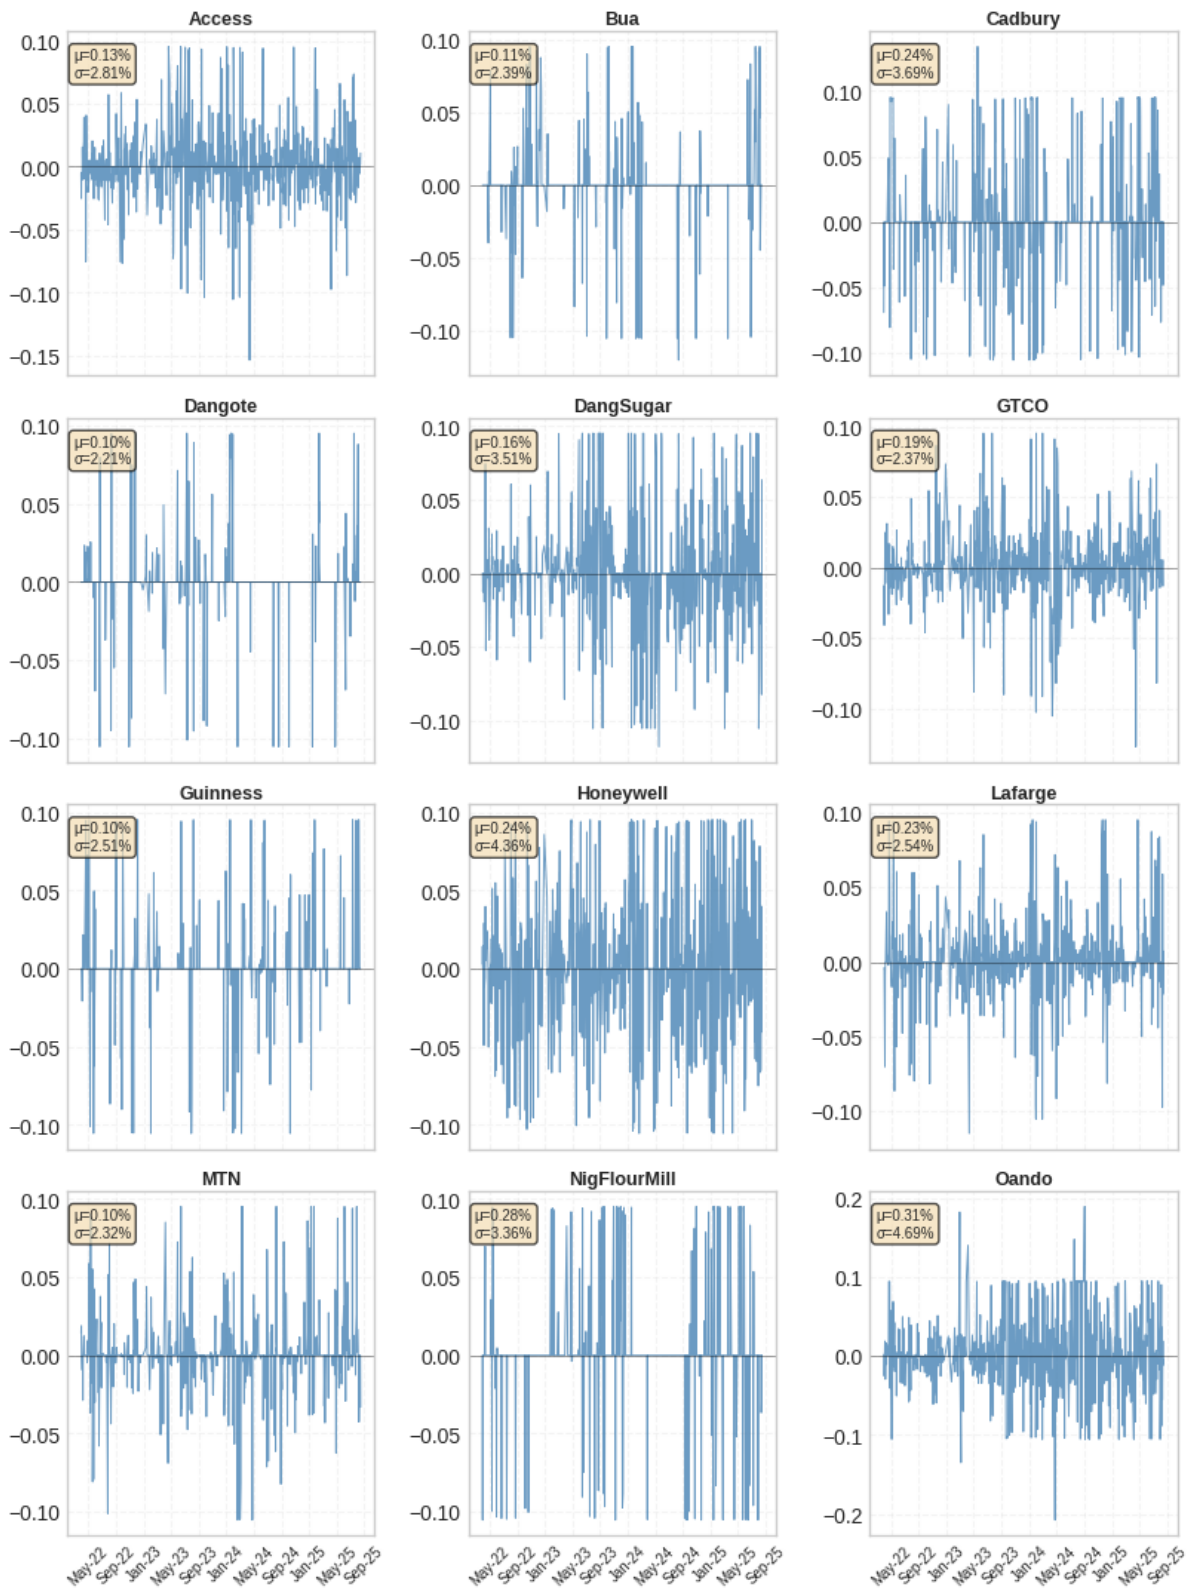 Access
0.10
0.05
0.00
−0.05
−0.10
−0.15
μ=0.13%
σ=2.81%
Bua
0.10
0.05
0.00
−0.05
−0.10
μ=0.11%
σ=2.39%
Cadbury
0.10
0.05
0.00
−0.05
−0.10
μ=0.24%
σ=3.69%
Dangote
0.10
0.05
0.00
−0.05
−0.10
μ=0.10%
σ=2.21%
DangSugar
0.10
0.05
0.00
−0.05
−0.10
μ=0.16%
σ=3.51%
GTCO
0.10
0.05
0.00
−0.05
−0.10
μ=0.19%
σ=2.37%
Guinness
0.10
0.05
0.00
−0.05
−0.10
μ=0.10%
σ=2.51%
Honeywell
0.10
0.05
0.00
−0.05
−0.10
μ=0.24%
σ=4.36%
Lafarge
0.10
0.05
0.00
−0.05
−0.10
μ=0.23%
σ=2.54%
MTN
0.10
0.05
0.00
−0.05
−0.10
μ=0.10%
σ=2.32%
May-22 Sep-22 Jan-23 May-23 Sep-23 Jan-24 May-24 Sep-24 Jan-25 May-25 Sep-25
NigFlourMill
0.10
0.05
0.00
−0.05
−0.10
μ=0.28%
σ=3.36%
May-22 Sep-22 Jan-23 May-23 Sep-23 Jan-24 May-24 Sep-24 Jan-25 May-25 Sep-25
Oando
0.2
0.1
0.0
−0.1
−0.2
μ=0.31%
σ=4.69%
May-22 Sep-22 Jan-23 May-23 Sep-23 Jan-24 May-24 Sep-24 Jan-25 May-25 Sep-25